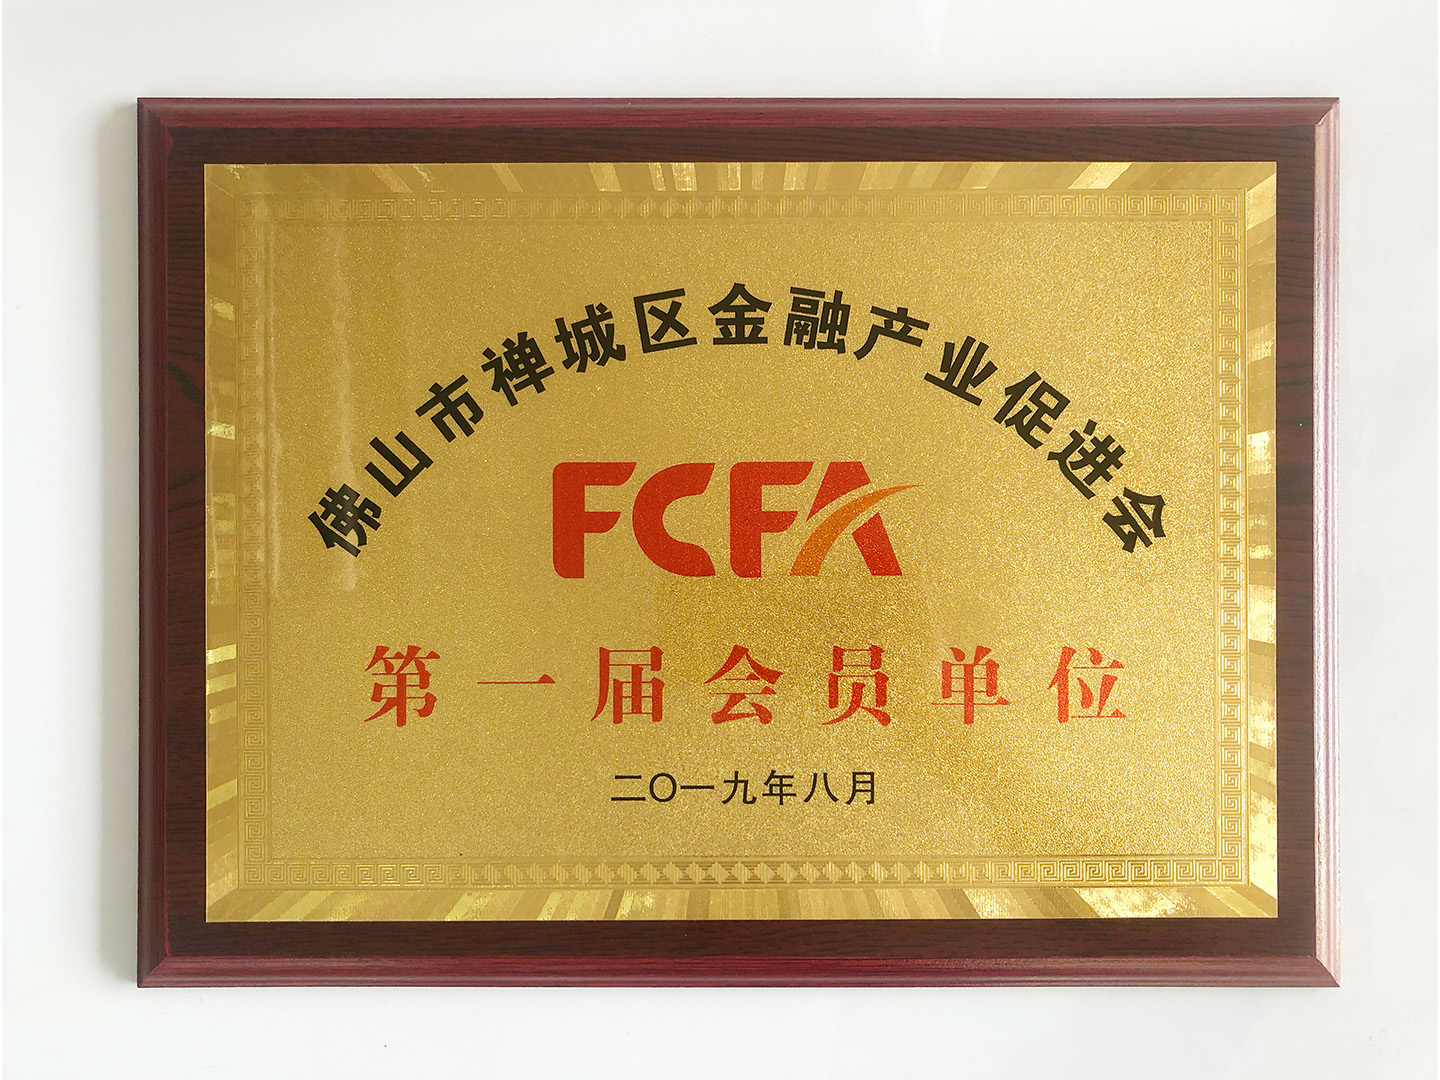 佛山市禅城区金融产业促进会
FCFA
第一届会员单位
二〇一九年八月